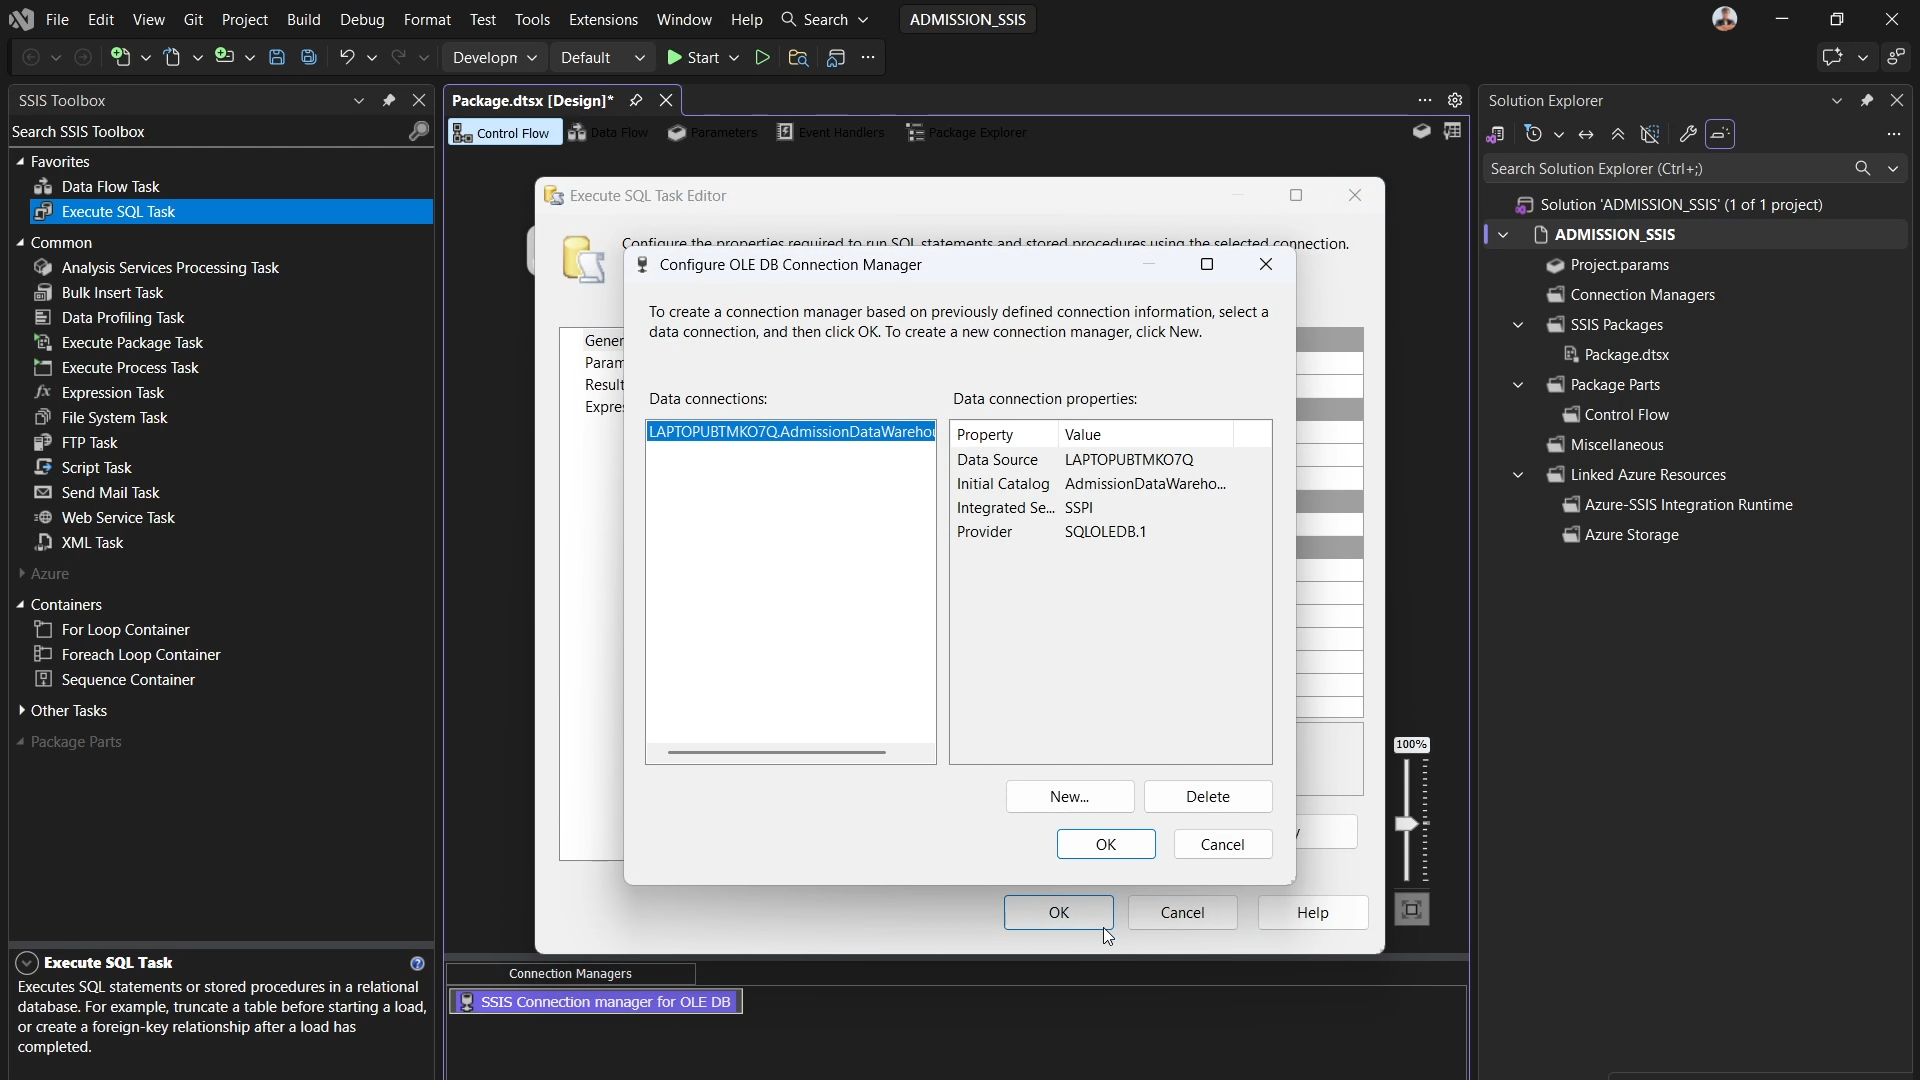 File Edit View Git Project Build Debug Format Test Tools Extensions Window Help Search ADMISSION_SSIS
Developm Default Start
SSIS Toolbox
Search SSIS Toolbox
Favorites
Data Flow Task
Execute SQL Task
Common
Analysis Services Processing Task
Bulk Insert Task
Data Profiling Task
Execute Package Task
Execute Process Task
Expression Task
File System Task
FTP Task
Script Task
Send Mail Task
Web Service Task
XML Task
Azure
Containers
For Loop Container
Foreach Loop Container
Sequence Container
Other Tasks
Package Parts
Execute SQL Task
Executes SQL statements or stored procedures in a relational
database. For example, truncate a table before starting a load,
or create a foreign-key relationship after a load has
completed.
Package.dtsx [Design]*
Control Flow Data Flow Parameters Event Handlers Package Explorer
Execute SQL Task Editor
Configure the properties required to run SQL statements and stored procedures using the selected connection.
Gener
Param
Result
Expre
Configure OLE DB Connection Manager
To create a connection manager based on previously defined connection information, select a
data connection, and then click OK. To create a new connection manager, click New.
Data connections:
LAPTOPUBTMKO7Q.AdmissionDataWarehou
Data connection properties:
Property Value
Data Source LAPTOPUBTMKO7Q
Initial Catalog AdmissionDataWareho...
Integrated Se... SSPI
Provider SQLOLEDB.1
New... Delete
OK Cancel
y
OK Cancel Help
100%
Connection Managers
SSIS Connection manager for OLE DB
Solution Explorer
Search Solution Explorer (Ctrl+;)
Solution 'ADMISSION_SSIS' (1 of 1 project)
ADMISSION_SSIS
Project.params
Connection Managers
SSIS Packages
Package.dtsx
Package Parts
Control Flow
Miscellaneous
Linked Azure Resources
Azure-SSIS Integration Runtime
Azure Storage